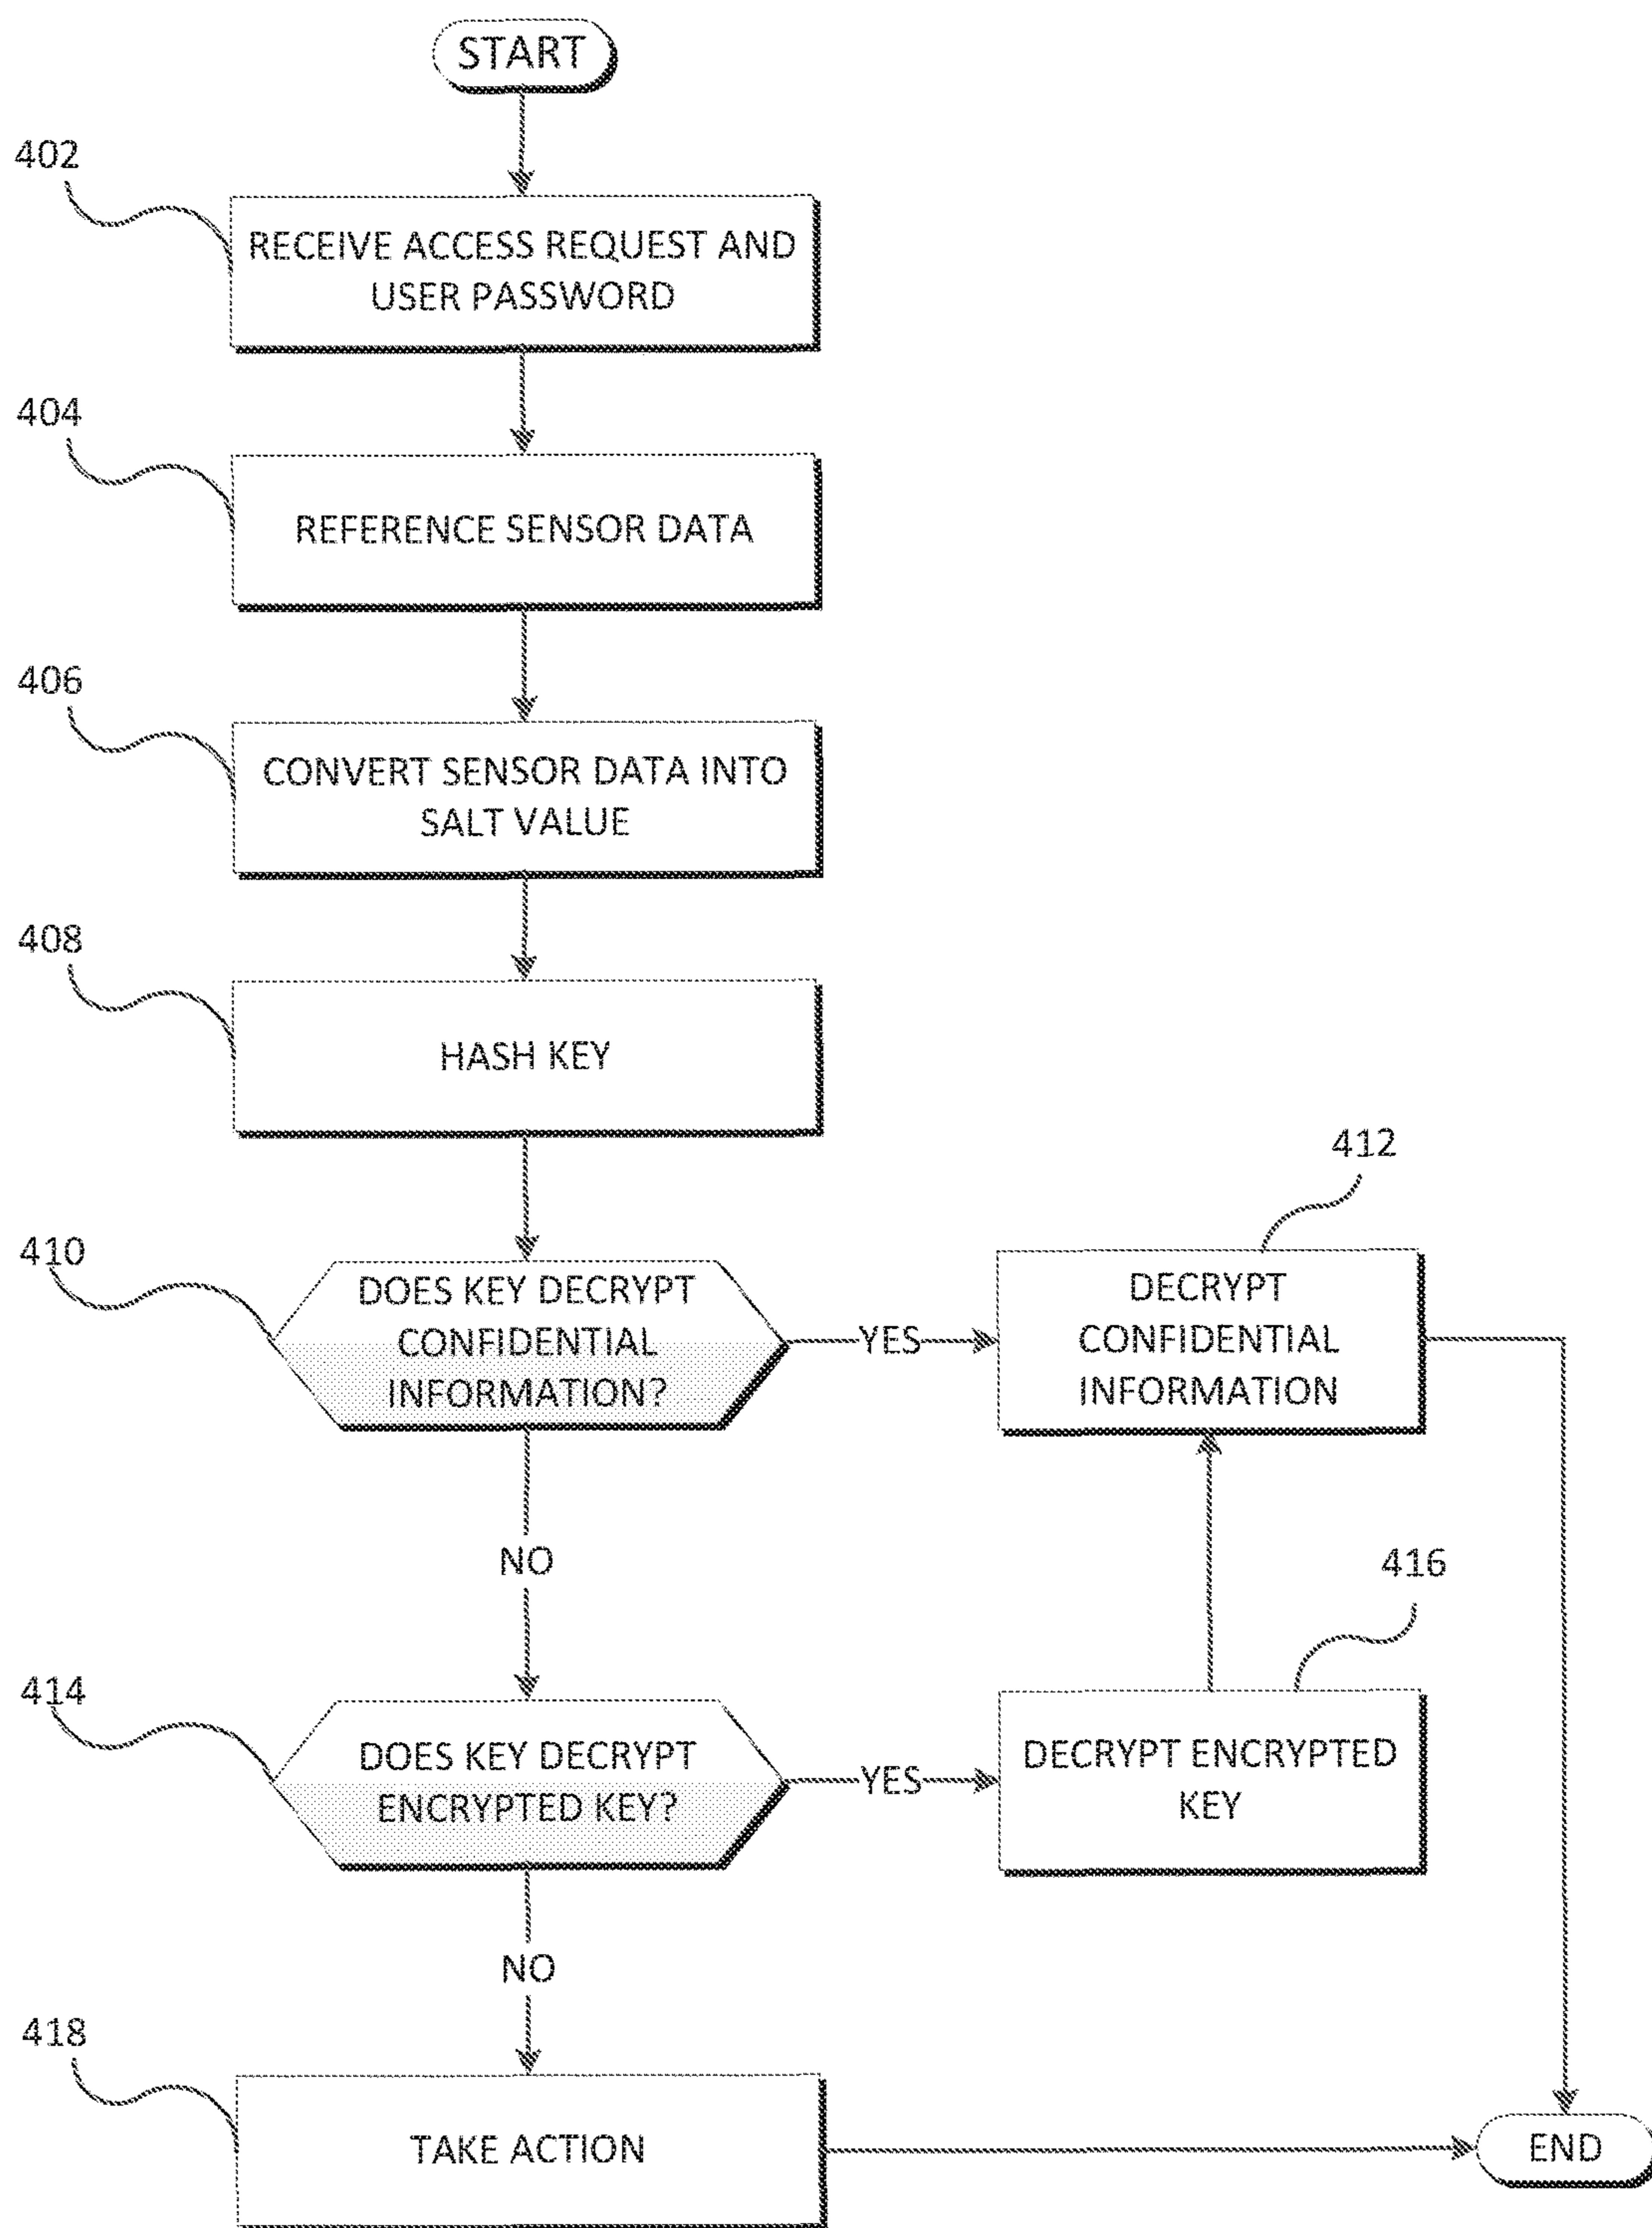 START
402
RECEIVE ACCESS REQUEST AND
USER PASSWORD
404
REFERENCE SENSOR DATA
406
CONVERT SENSOR DATA INTO
SALT VALUE
408
HASH KEY
410
DOES KEY DECRYPT
CONFIDENTIAL
INFORMATION?
YES
412
DECRYPT
CONFIDENTIAL
INFORMATION
NO
414
DOES KEY DECRYPT
ENCRYPTED KEY?
YES
416
DECRYPT ENCRYPTED
KEY
NO
418
TAKE ACTION
END